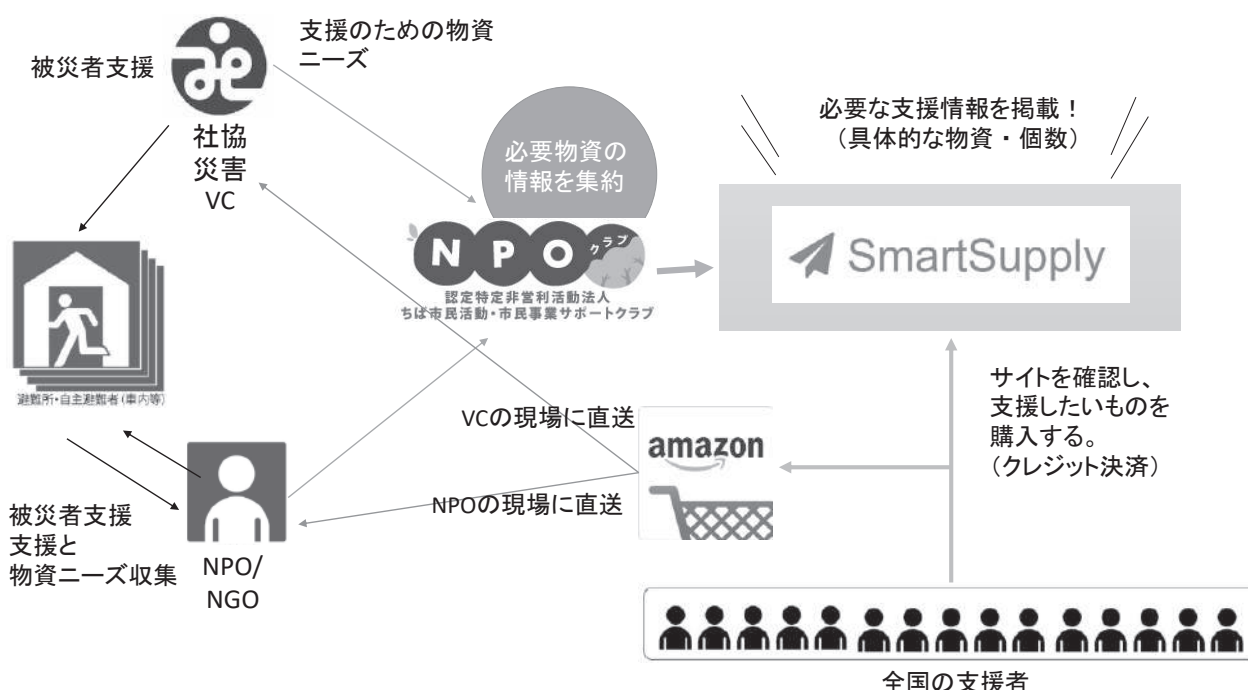 支援のための物資
ニーズ
被災者支援
社協
災害
VC
必要物資の
情報を集約
NPOクラブ
認定特定非営利活動法人
ちば市民活動・市民事業サポートクラブ
必要な支援情報を掲載！
（具体的な物資・個数）
SmartSupply
避難所・自主避難者（車内等）
VCの現場に直送
NPOの現場に直送
amazon
サイトを確認し、
支援したいものを
購入する。
（クレジット決済）
被災者支援
支援と
物資ニーズ収集
NPO/
NGO
全国の支援者